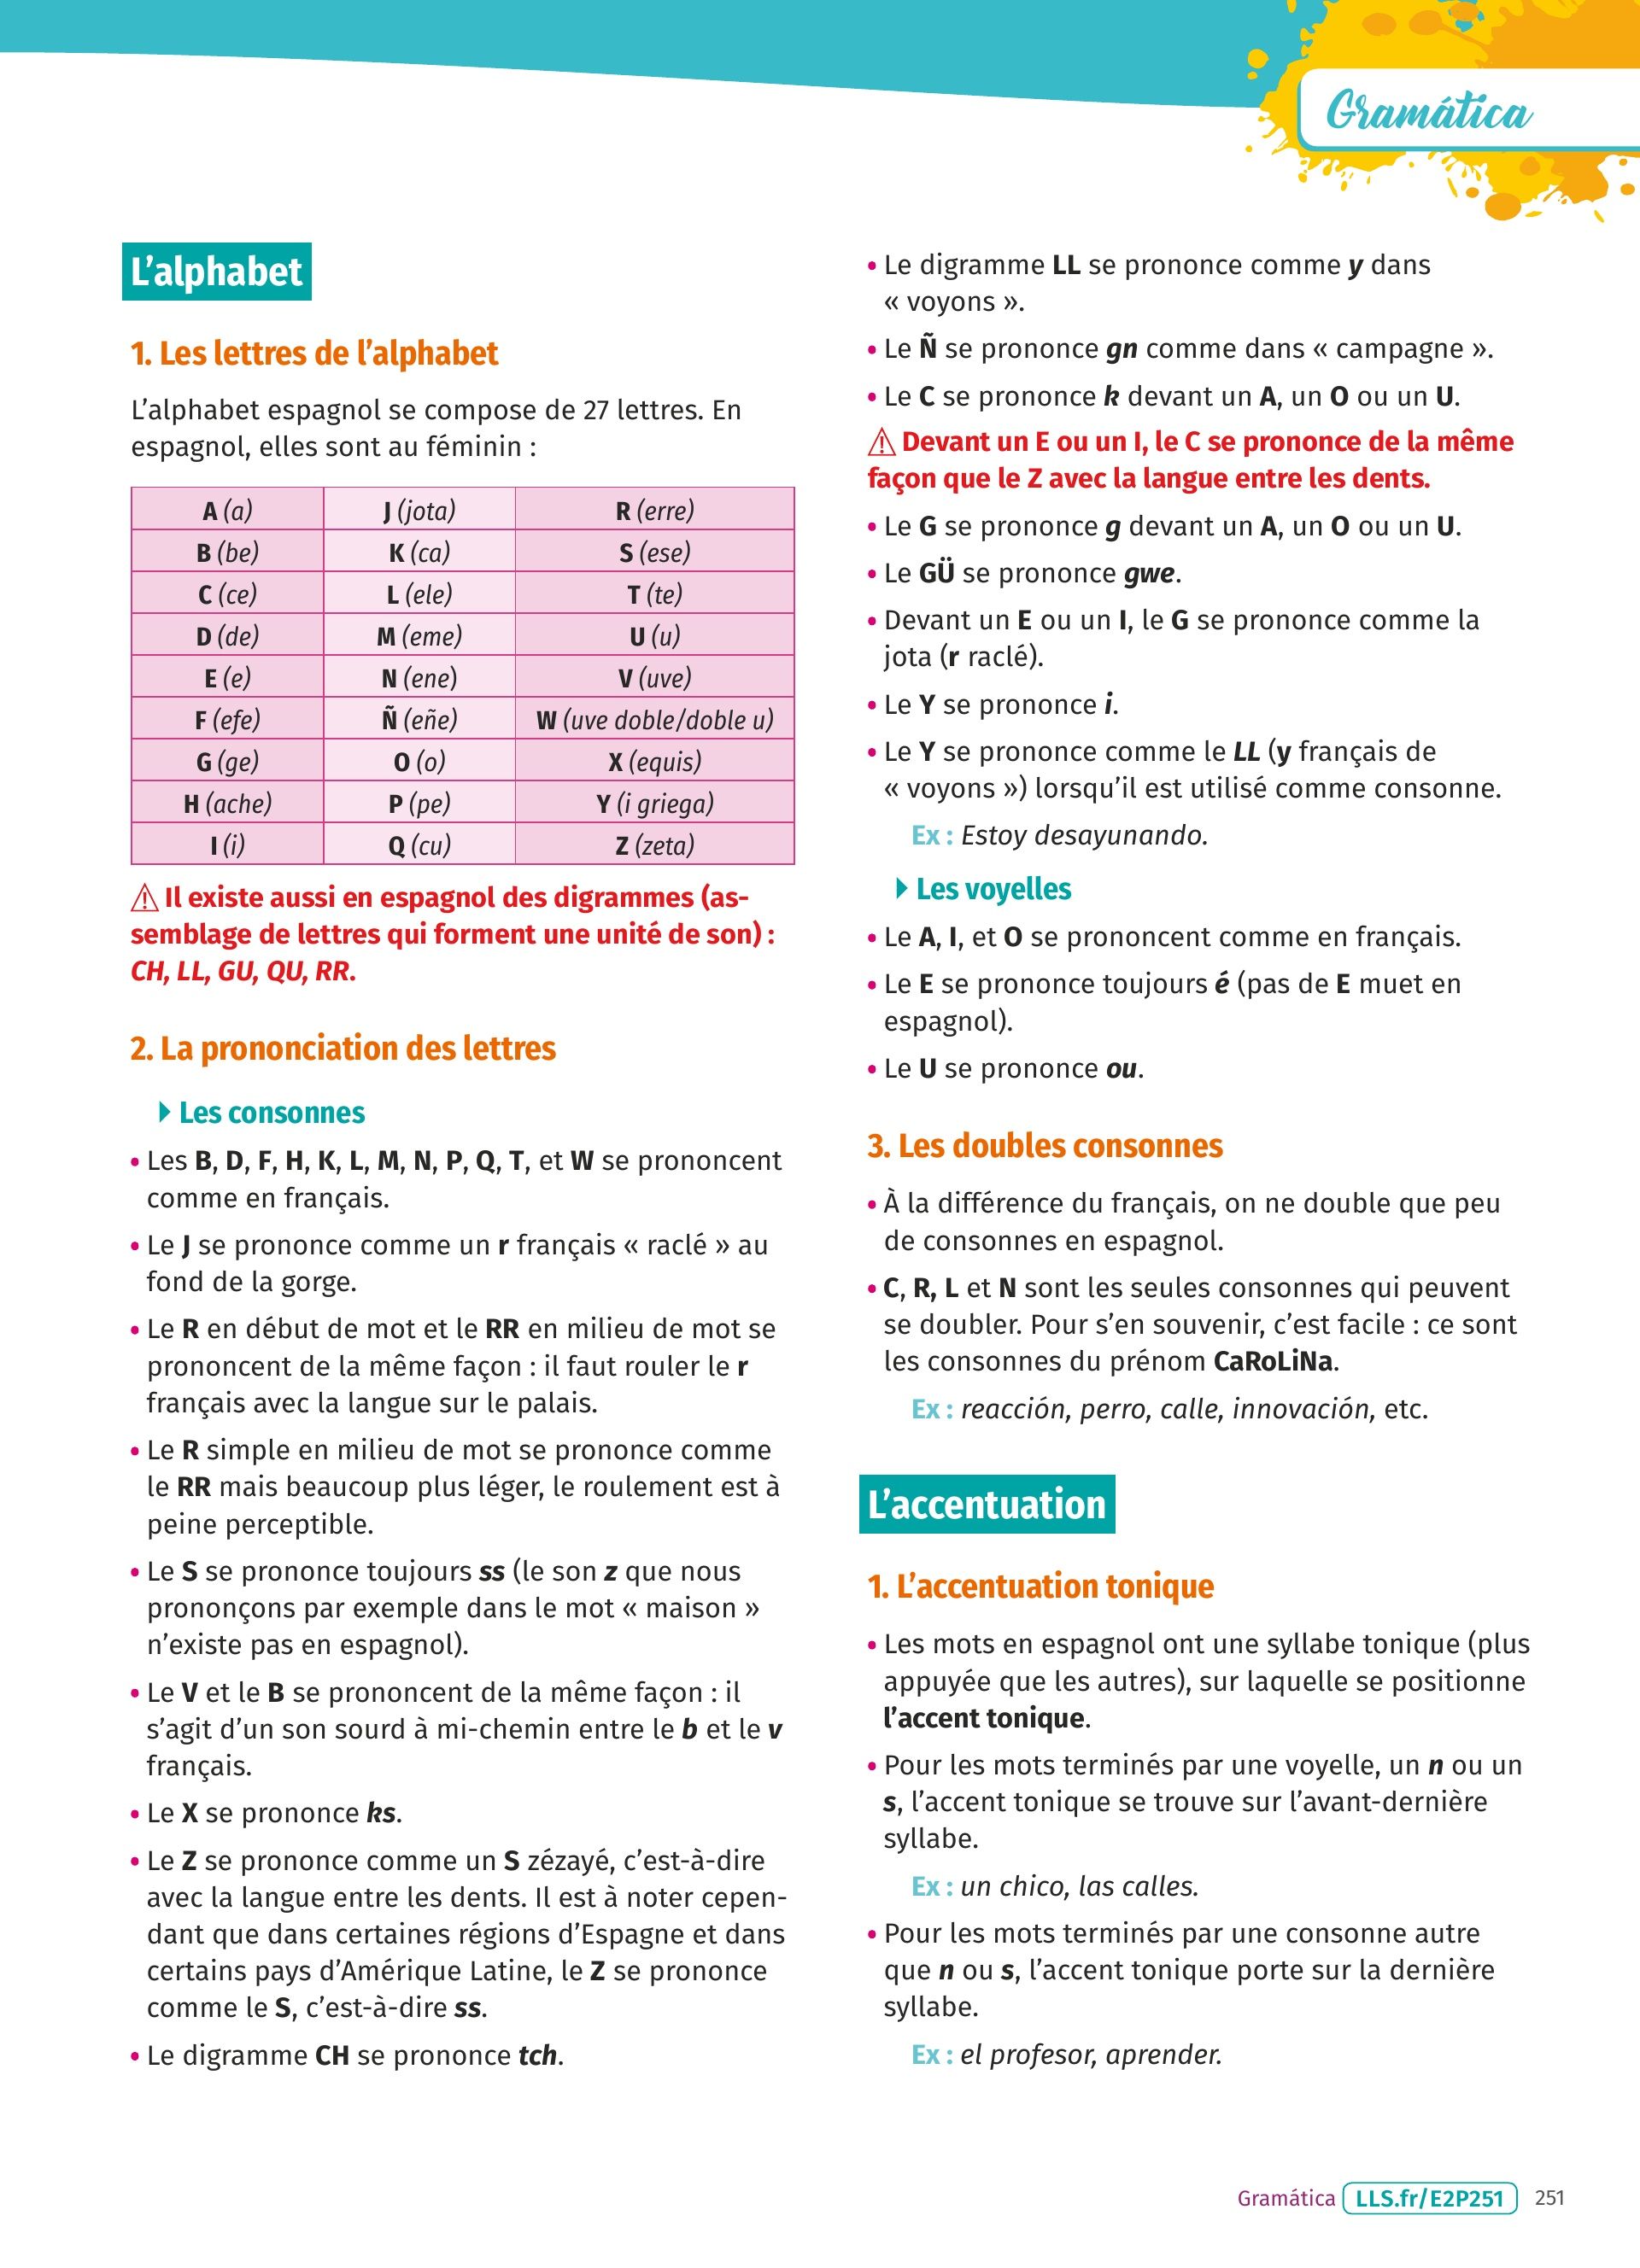 Gramática
L'alphabet
1. Les lettres de l'alphabet
L'alphabet espagnol se compose de 27 lettres. En
espagnol, elles sont au féminin :
A (a) J (jota) R (erre)
B (be) K (ca) S (ese)
C (ce) L (ele) T (te)
D (de) M (eme) U (u)
E (e) N (ene) V (uve)
F (efe) Ñ (eñe) W (uve doble/doble u)
G (ge) O (o) X (equis)
H (ache) P (pe) Y (i griega)
I (i) Q (cu) Z (zeta)
⚠ Il existe aussi en espagnol des digrammes (as-
semblage de lettres qui forment une unité de son) :
CH, LL, GU, QU, RR.
2. La prononciation des lettres
Les consonnes
• Les B, D, F, H, K, L, M, N, P, Q, T, et W se prononcent
comme en français.
• Le J se prononce comme un r français « raclé » au
fond de la gorge.
• Le R en début de mot et le RR en milieu de mot se
prononcent de la même façon : il faut rouler le r
français avec la langue sur le palais.
• Le R simple en milieu de mot se prononce comme
le RR mais beaucoup plus léger, le roulement est à
peine perceptible.
• Le S se prononce toujours ss (le son z que nous
prononçons par exemple dans le mot « maison »
n'existe pas en espagnol).
• Le V et le B se prononcent de la même façon : il
s'agit d'un son sourd à mi-chemin entre le b et le v
français.
• Le X se prononce ks.
• Le Z se prononce comme un S zézayé, c'est-à-dire
avec la langue entre les dents. Il est à noter cepen-
dant que dans certaines régions d'Espagne et dans
certains pays d'Amérique Latine, le Z se prononce
comme le S, c'est-à-dire ss.
• Le digramme CH se prononce tch.
• Le digramme LL se prononce comme y dans
« voyons ».
• Le Ñ se prononce gn comme dans « campagne ».
• Le C se prononce k devant un A, un O ou un U.
⚠ Devant un E ou un I, le C se prononce de la même
façon que le Z avec la langue entre les dents.
• Le G se prononce g devant un A, un O ou un U.
• Le GÜ se prononce gwe.
• Devant un E ou un I, le G se prononce comme la
jota (r raclé).
• Le Y se prononce i.
• Le Y se prononce comme le LL (y français de
« voyons ») lorsqu'il est utilisé comme consonne.
Ex : Estoy desayunando.
Les voyelles
• Le A, I, et O se prononcent comme en français.
• Le E se prononce toujours é (pas de E muet en
espagnol).
• Le U se prononce ou.
3. Les doubles consonnes
• À la différence du français, on ne double que peu
de consonnes en espagnol.
• C, R, L et N sont les seules consonnes qui peuvent
se doubler. Pour s'en souvenir, c'est facile : ce sont
les consonnes du prénom CaRoLiNa.
Ex : reacción, perro, calle, innovación, etc.
L'accentuation
1. L'accentuation tonique
• Les mots en espagnol ont une syllabe tonique (plus
appuyée que les autres), sur laquelle se positionne
l'accent tonique.
• Pour les mots terminés par une voyelle, un n ou un
s, l'accent tonique se trouve sur l'avant-dernière
syllabe.
Ex : un chico, las calles.
• Pour les mots terminés par une consonne autre
que n ou s, l'accent tonique porte sur la dernière
syllabe.
Ex : el profesor, aprender.
Gramática LLS.fr/E2P251 251